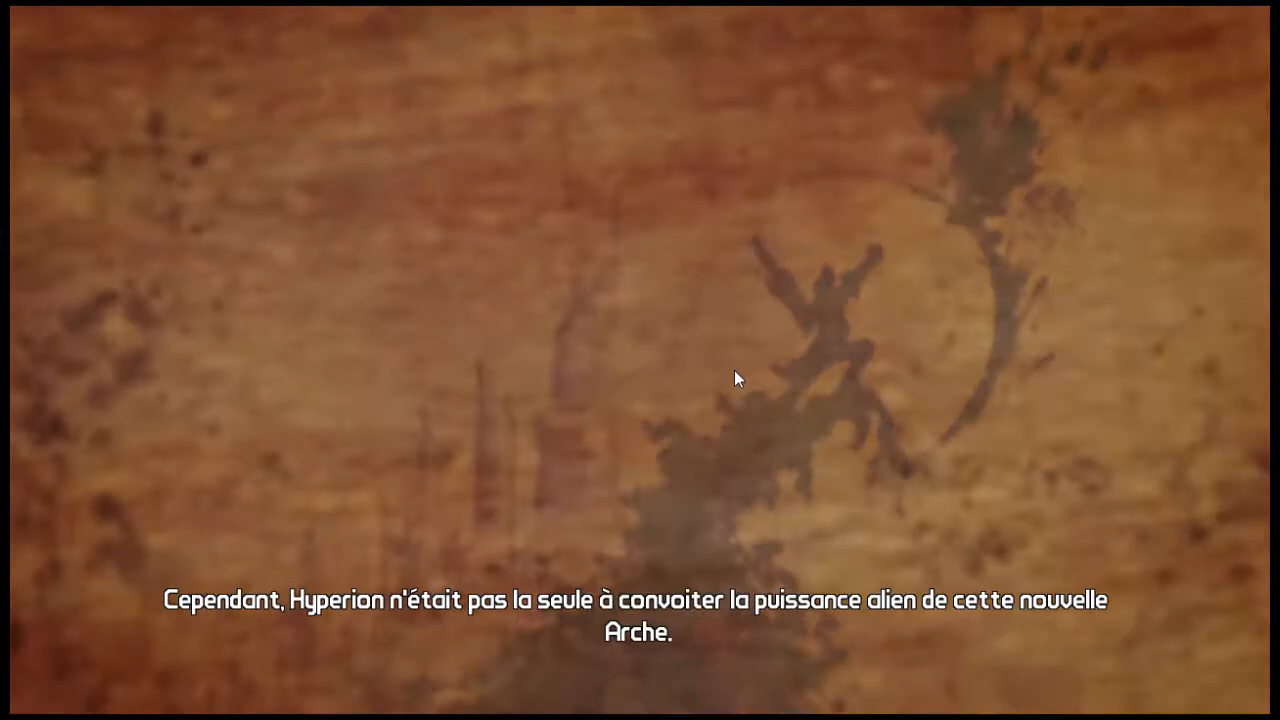 Cependant, Hyperion n'était pas la seule à convoiter la puissance alien de cette nouvelle
Arche.